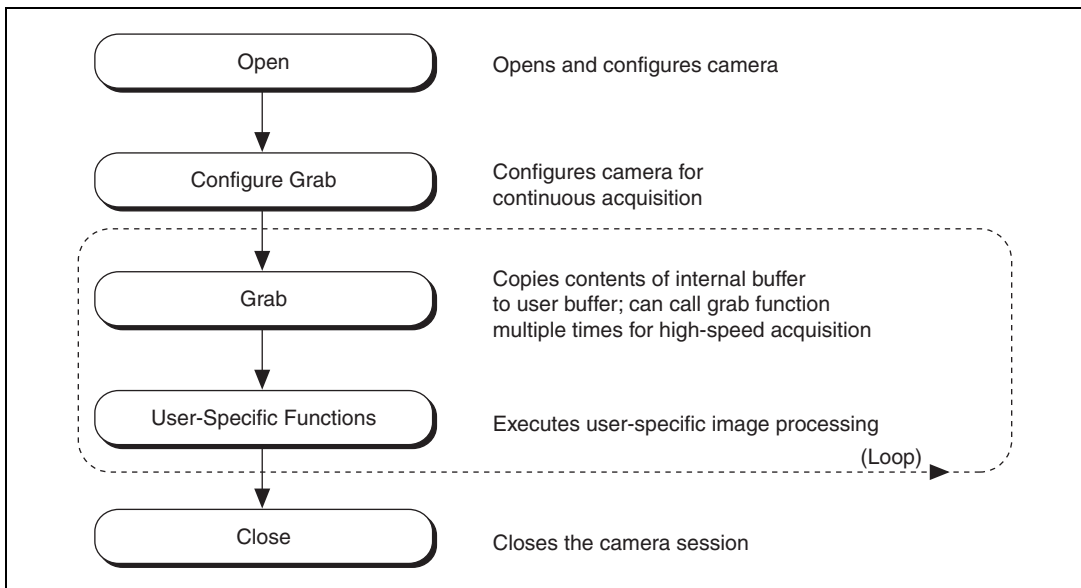 Open
Opens and configures camera
Configure Grab
Configures camera for
continuous acquisition
Grab
Copies contents of internal buffer
to user buffer; can call grab function
multiple times for high-speed acquisition
User-Specific Functions
Executes user-specific image processing
(Loop)
Close
Closes the camera session